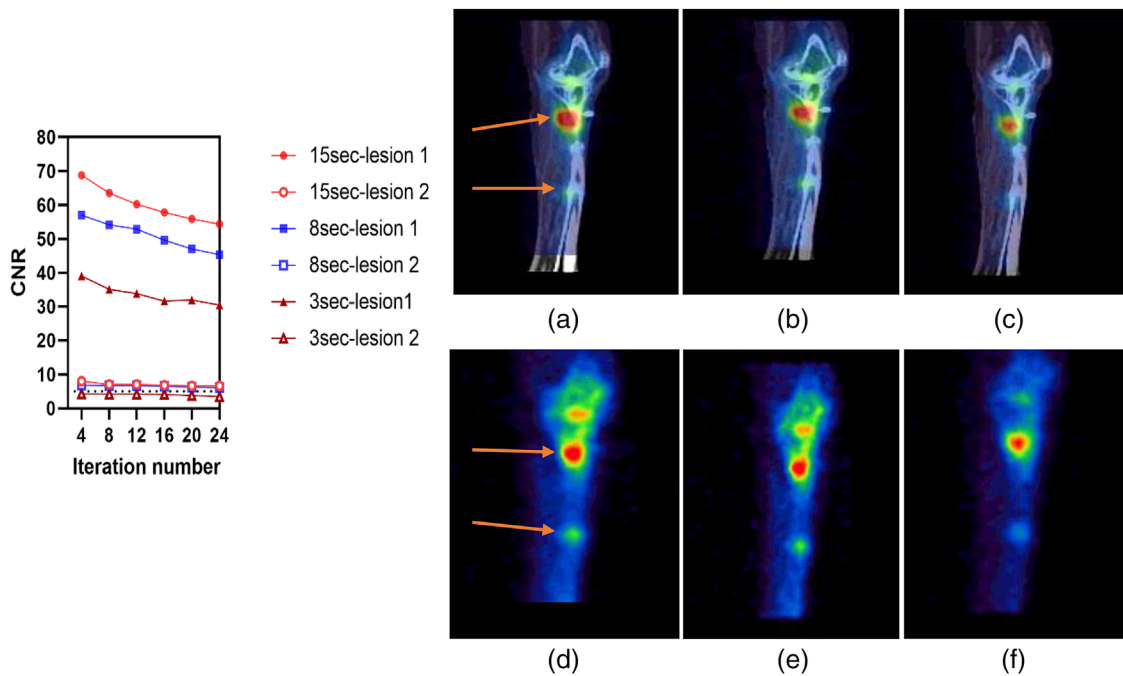 80
70
60
50
40
30
20
10
0
CNR
4 8 12 16 20 24
Iteration number
15sec-lesion 1
15sec-lesion 2
8sec-lesion 1
8sec-lesion 2
3sec-lesion1
3sec-lesion 2
(a) (b) (c)
(d) (e) (f)